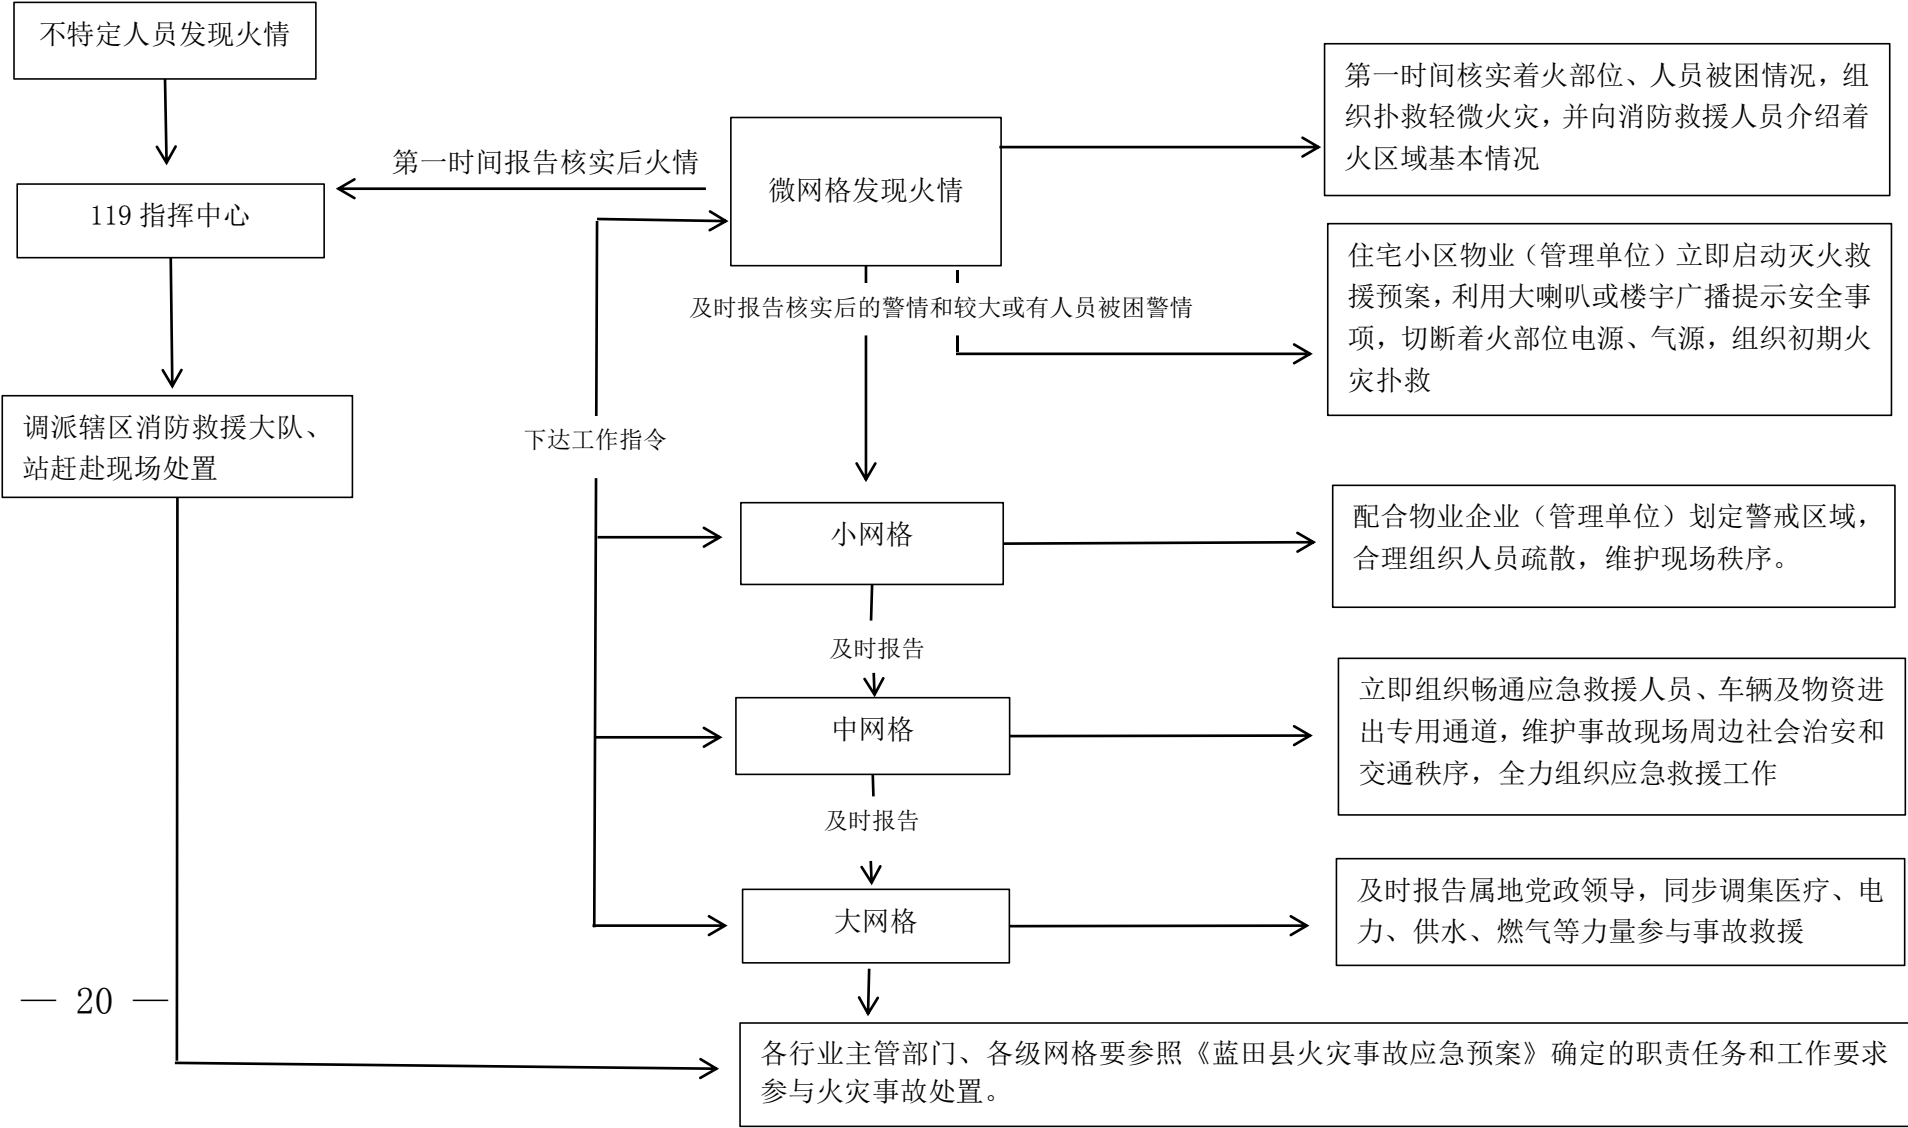 不特定人员发现火情
第一时间核实着火部位、人员被困情况，组
织扑救轻微火灾，并向消防救援人员介绍着
火区域基本情况
第一时间报告核实后火情
微网格发现火情
119指挥中心
住宅小区物业（管理单位）立即启动灭火救
援预案，利用大喇叭或楼宇广播提示安全事
项，切断着火部位电源、气源，组织初期火
灾扑救
及时报告核实后的警情和较大或有人员被困警情
调派辖区消防救援大队、
站赶赴现场处置
下达工作指令
小网格
配合物业企业（管理单位）划定警戒区域，
合理组织人员疏散，维护现场秩序。
及时报告
中网格
立即组织畅通应急救援人员、车辆及物资进
出专用通道，维护事故现场周边社会治安和
交通秩序，全力组织应急救援工作
及时报告
大网格
及时报告属地党政领导，同步调集医疗、电
力、供水、燃气等力量参与事故救援
— 20 —
各行业主管部门、各级网格要参照《蓝田县火灾事故应急预案》确定的职责任务和工作要求
参与火灾事故处置。